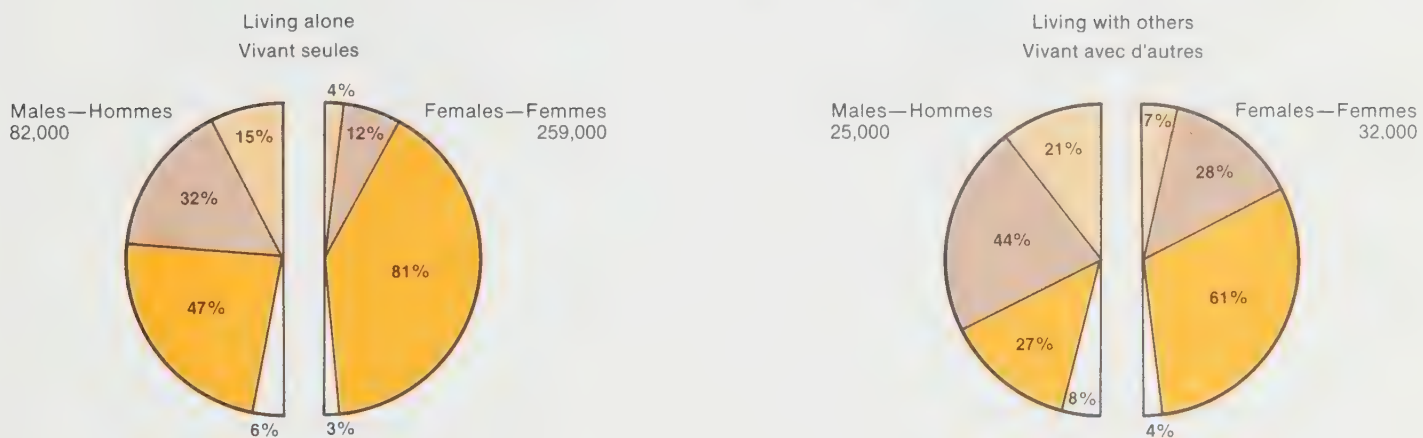 Living alone
Vivant seules
Males—Hommes
82,000
15%
32%
47%
6%
4%
12%
Females—Femmes
259,000
81%
3%
Living with others
Vivant avec d'autres
Males—Hommes
25,000
21%
44%
27%
8%
7%
28%
Females—Femmes
32,000
61%
4%